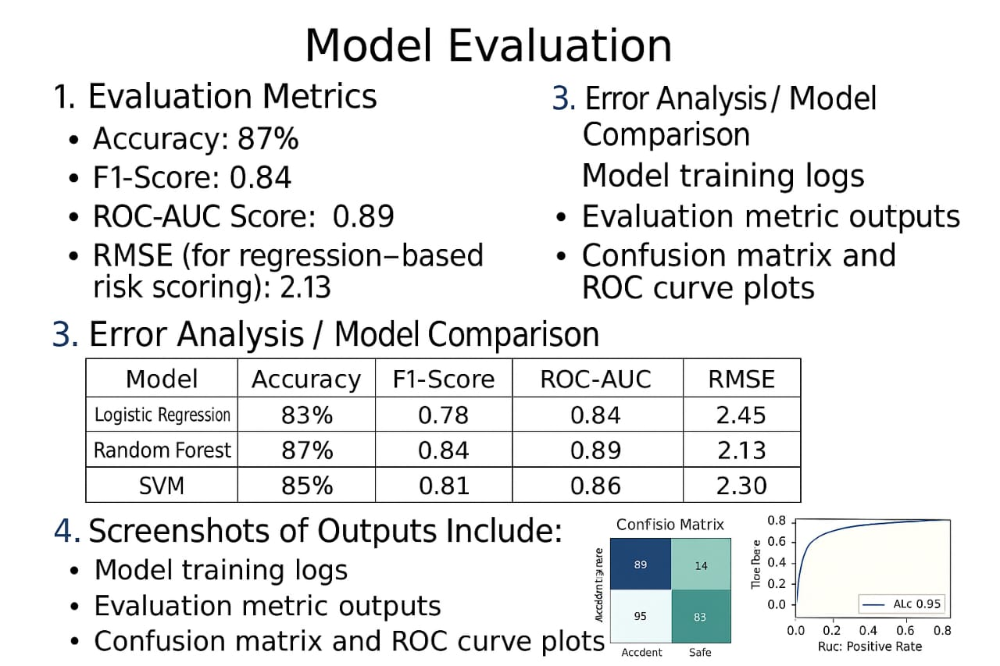 Model Evaluation
1. Evaluation Metrics
• Accuracy: 87%
• F1-Score: 0.84
• ROC-AUC Score: 0.89
• RMSE (for regression–based
risk scoring): 2.13
3. Error Analysis / Model
Comparison
Model training logs
• Evaluation metric outputs
• Confusion matrix and
ROC curve plots
3. Error Analysis / Model Comparison
Model Accuracy F1-Score ROC-AUC RMSE
Logistic Regression 83% 0.78 0.84 2.45
Random Forest 87% 0.84 0.89 2.13
SVM 85% 0.81 0.86 2.30
4. Screenshots of Outputs Include:
• Model training logs
• Evaluation metric outputs
• Confusion matrix and ROC curve plots
Confisio Matrix
89 14
95 83
Accdent Safe
0.8
0.6
0.4
0.2
0.0
ALc 0.95
0.0 0.2 0.4 0.6 0.8
Ruc: Positive Rate